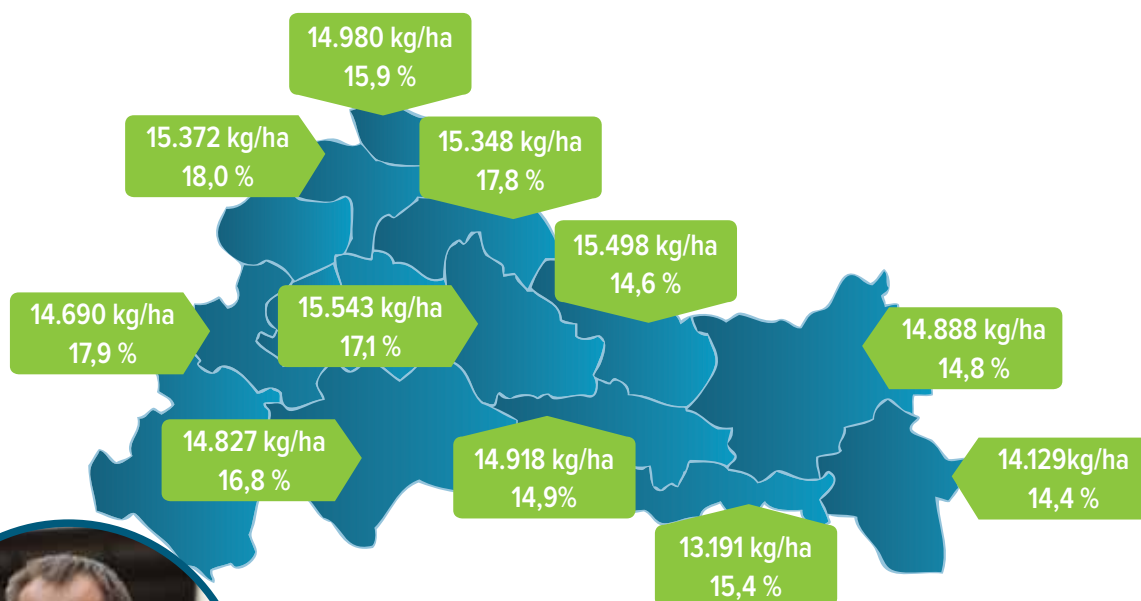 14.980 kg/ha
15,9 %
15.372 kg/ha
18,0 %
15.348 kg/ha
17,8 %
15.498 kg/ha
14,6 %
14.690 kg/ha
17,9 %
15.543 kg/ha
17,1 %
14.888 kg/ha
14,8 %
14.827 kg/ha
16,8 %
14.918 kg/ha
14,9%
14.129kg/ha
14,4 %
13.191 kg/ha
15,4 %